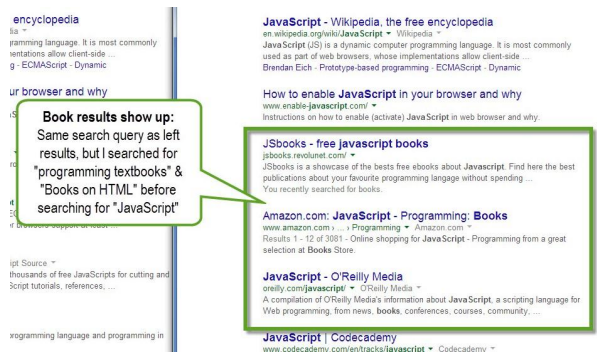 encyclopedia
dia
gramming language. It is most commonly
mentations allow client-side ...
g - ECMAScript - Dynamic
ur browser and why
Book results show up:
Same search query as left
results, but I searched for
"programming textbooks" &
"Books on HTML" before
searching for "JavaScript"
ipt Source
thousands of free JavaScripts for cutting and
Script tutorials, references, ...
programming language and programming in
JavaScript - Wikipedia, the free encyclopedia
en.wikipedia.org/wiki/JavaScript Wikipedia
JavaScript (JS) is a dynamic computer programming language. It is most commonly
used as part of web browsers, whose implementations allow client-side ...
Brendan Eich - Prototype-based programming - ECMAScript - Dynamic
How to enable JavaScript in your browser and why
www.enable-javascript.com/
Instructions on how to enable (activate) JavaScript in web browser and why.
JSbooks - free javascript books
jsbooks.revolunet.com/
JSbooks is a showcase of the best free ebooks about Javascript. Find here the best
publications about your favourite programming langage without spending ...
You recently searched for books.
Amazon.com: JavaScript - Programming: Books
www.amazon.com › ... › Programming Amazon.com
Results 1 - 12 of 3081 - Online shopping for JavaScript - Programming from a great
selection at Books Store.
JavaScript - O'Reilly Media
oreilly.com/javascript/ O'Reilly Media
A compilation of O'Reilly Media's information about JavaScript, a scripting language for
Web programming, from news, books, conferences, courses, community, ...
JavaScript | Codecademy
www.codecademy.com/en/tracks/javascript Codecademy